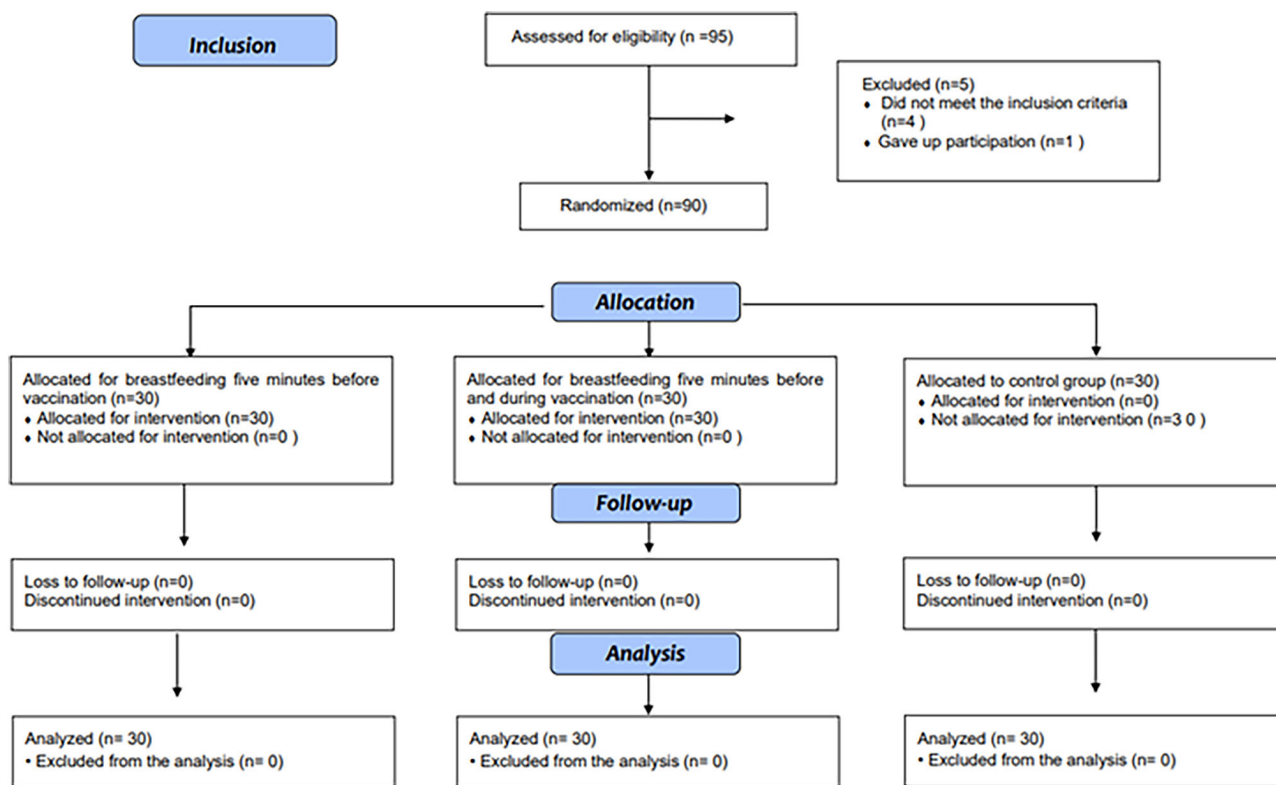 Inclusion
Assessed for eligibility (n =95)
Excluded (n=5)
♦ Did not meet the inclusion criteria
(n=4 )
♦ Gave up participation (n=1 )
Randomized (n=90)
Allocation
Allocated for breastfeeding five minutes before
vaccination (n=30)
♦ Allocated for intervention (n=30)
♦ Not allocated for intervention (n=0 )
Allocated for breastfeeding five minutes before
and during vaccination (n=30)
♦ Allocated for intervention (n=30)
♦ Not allocated for intervention (n=0 )
Allocated to control group (n=30)
♦ Allocated for intervention (n=0)
♦ Not allocated for intervention (n=3 0 )
Follow-up
Loss to follow-up (n=0)
Discontinued intervention (n=0)
Loss to follow-up (n=0)
Discontinued intervention (n=0)
Loss to follow-up (n=0)
Discontinued intervention (n=0)
Analysis
Analyzed (n= 30)
• Excluded from the analysis (n= 0)
Analyzed (n= 30)
• Excluded from the analysis (n= 0)
Analyzed (n= 30)
• Excluded from the analysis (n= 0)